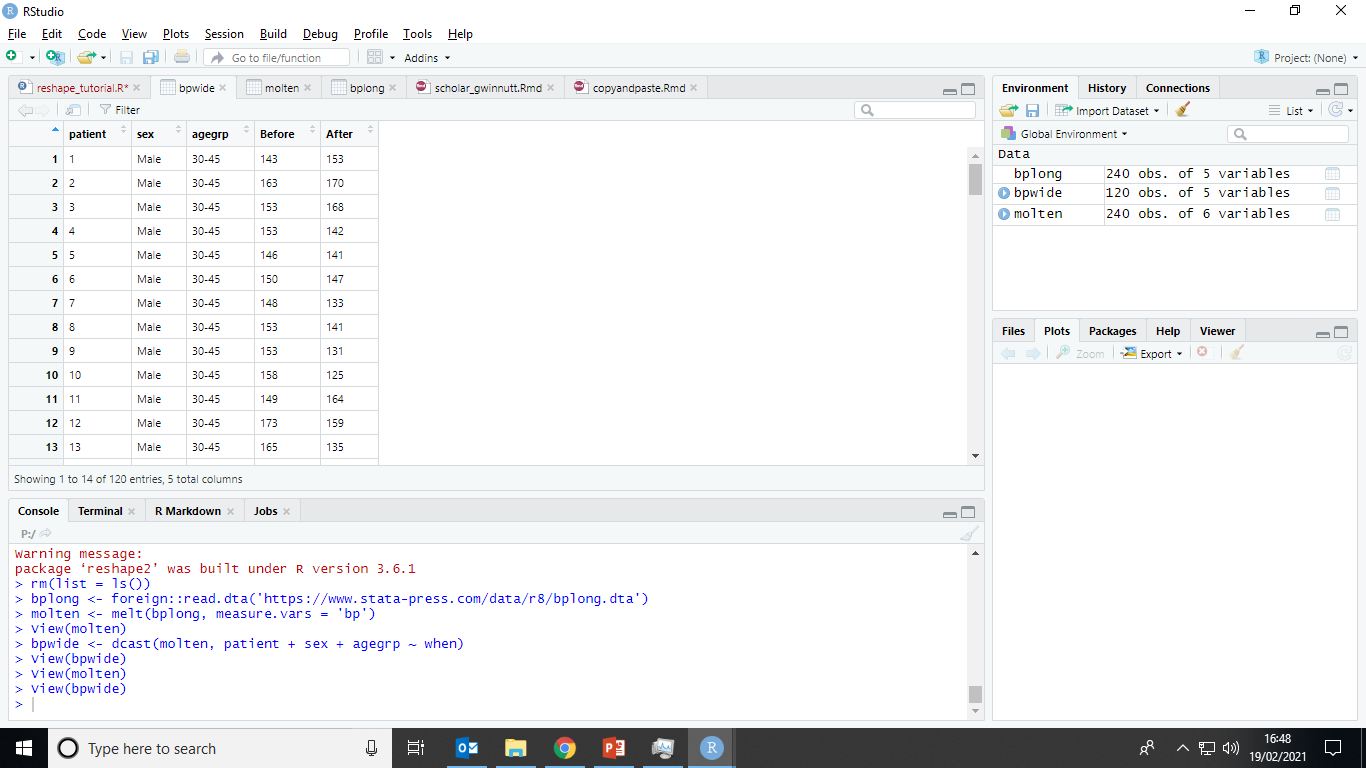 RStudio
File Edit Code View Plots Session Build Debug Profile Tools Help
Go to file/function Addins Project: (None)
reshape_tutorial.R* bpwide molten bplong scholar_gwinnutt.Rmd copyandpaste.Rmd
Filter
patient sex agegrp Before After
1 1 Male 30-45 143 153
2 2 Male 30-45 163 170
3 3 Male 30-45 153 168
4 4 Male 30-45 153 142
5 5 Male 30-45 146 141
6 6 Male 30-45 150 147
7 7 Male 30-45 148 133
8 8 Male 30-45 153 141
9 9 Male 30-45 153 131
10 10 Male 30-45 158 125
11 11 Male 30-45 149 164
12 12 Male 30-45 173 159
13 13 Male 30-45 165 135
Showing 1 to 14 of 120 entries, 5 total columns
Console Terminal R Markdown Jobs
P:/
Warning message:
package ‘reshape2’ was built under R version 3.6.1
> rm(list = ls())
> bplong <- foreign::read.dta('https://www.stata-press.com/data/r8/bplong.dta')
> molten <- melt(bplong, measure.vars = 'bp')
> View(molten)
> bpwide <- dcast(molten, patient + sex + agegrp ~ when)
> View(bpwide)
> View(molten)
> View(bpwide)
>
Environment History Connections
Import Dataset List
Global Environment
Data
bplong 240 obs. of 5 variables
bpwide 120 obs. of 5 variables
molten 240 obs. of 6 variables
Files Plots Packages Help Viewer
Zoom Export
Type here to search
16:48
19/02/2021